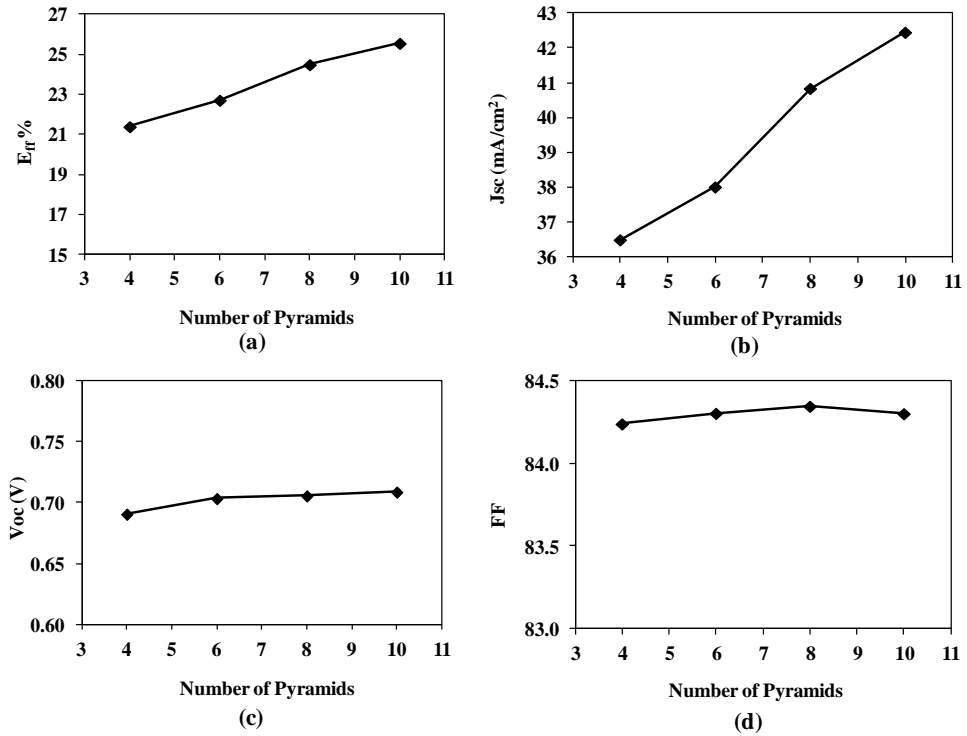 27
25
23
21
19
17
15
E_ff %
3 4 5 6 7 8 9 10 11
Number of Pyramids
(a)
43
42
41
40
39
38
37
36
Jsc (mA/cm²)
3 4 5 6 7 8 9 10 11
Number of Pyramids
(b)
0.80
0.75
0.70
0.65
0.60
Voc (V)
3 4 5 6 7 8 9 10 11
Number of Pyramids
(c)
84.5
84.0
83.5
83.0
FF
3 4 5 6 7 8 9 10 11
Number of Pyramids
(d)